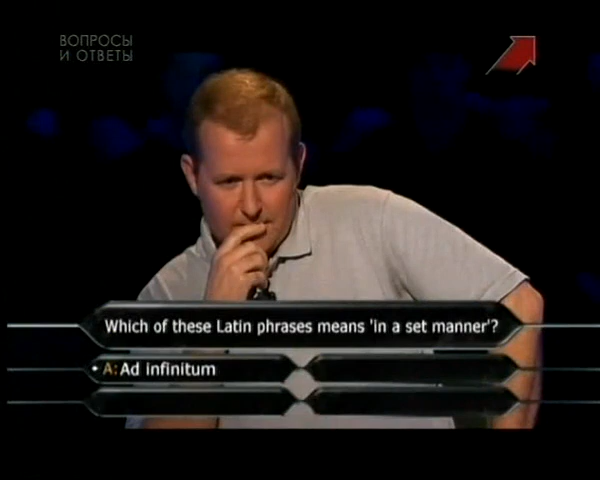 ВОПРОСЫ
И ОТВЕТЫ
Which of these Latin phrases means 'in a set manner'?
A: Ad infinitum